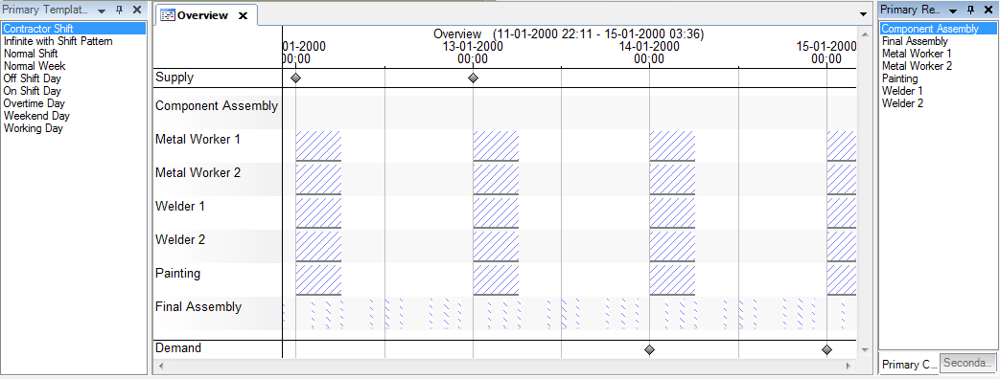 Primary Templat...
Contractor Shift
Infinite with Shift Pattern
Normal Shift
Normal Week
Off Shift Day
On Shift Day
Overtime Day
Weekend Day
Working Day
Overview
Overview (11-01-2000 22:11 - 15-01-2000 03:36)
01-2000 13-01-2000 14-01-2000 15-01-2000
00:00 00:00 00:00 00:00
Supply
Component Assembly
Metal Worker 1
Metal Worker 2
Welder 1
Welder 2
Painting
Final Assembly
Demand
Primary Re...
Component Assembly
Final Assembly
Metal Worker 1
Metal Worker 2
Painting
Welder 1
Welder 2
Primary C... Seconda...